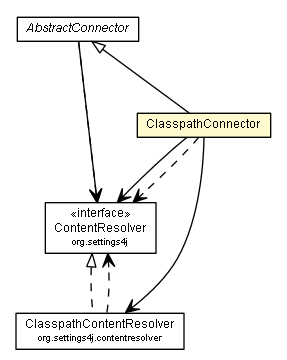 AbstractConnector
ClasspathConnector
«interface»
ContentResolver
org.settings4j
ClasspathContentResolver
org.settings4j.contentresolver